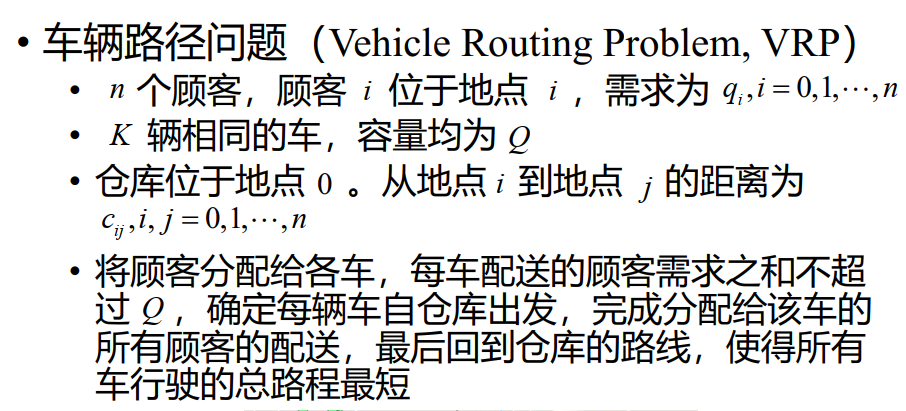 • 车辆路径问题（Vehicle Routing Problem, VRP）
• n 个顾客，顾客 i 位于地点 i ，需求为 qᵢ, i = 0,1,⋯,n
• K 辆相同的车，容量均为 Q
• 仓库位于地点 0 。从地点 i 到地点 j 的距离为
cᵢⱼ, i, j = 0,1,⋯,n
• 将顾客分配给各车，每车配送的顾客需求之和不超
过 Q ，确定每辆车自仓库出发，完成分配给该车的
所有顾客的配送，最后回到仓库的路线，使得所有
车行驶的总路程最短